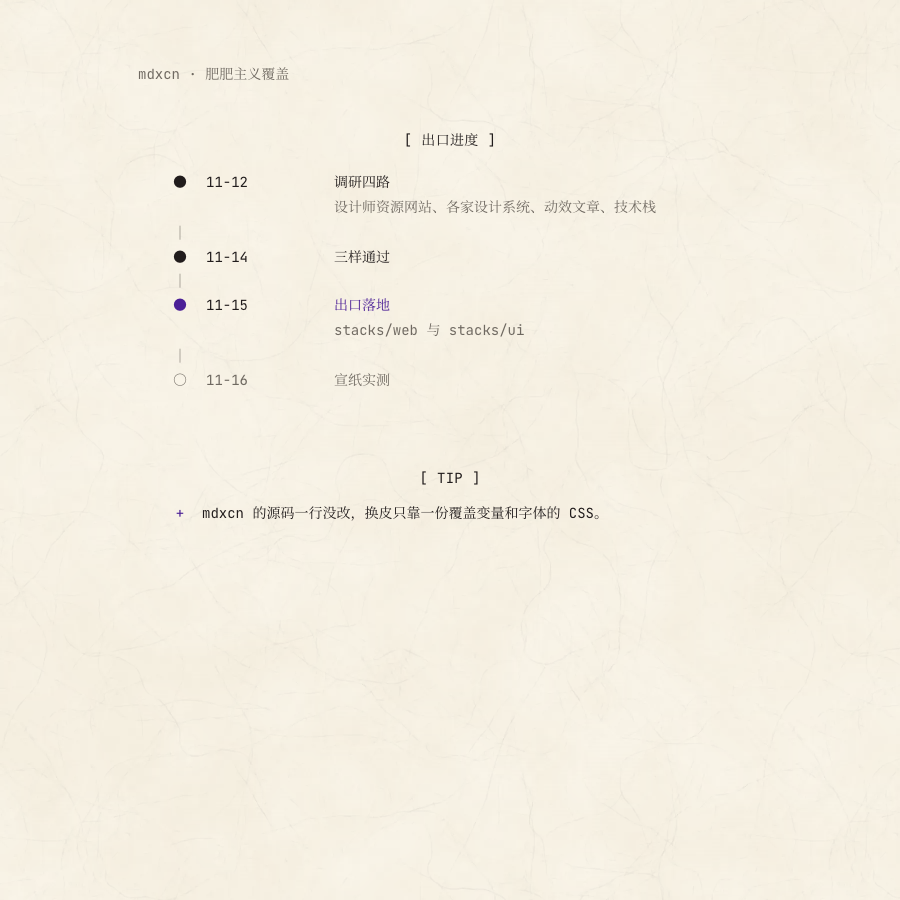 mdxcn · 肥肥主义覆盖
[ 出口进度 ]
11-12 调研四路
设计师资源网站、各家设计系统、动效文章、技术栈
11-14 三样通过
11-15 出口落地
stacks/web 与 stacks/ui
11-16 宣纸实测
[ TIP ]
+ mdxcn 的源码一行没改，换皮只靠一份覆盖变量和字体的 CSS。